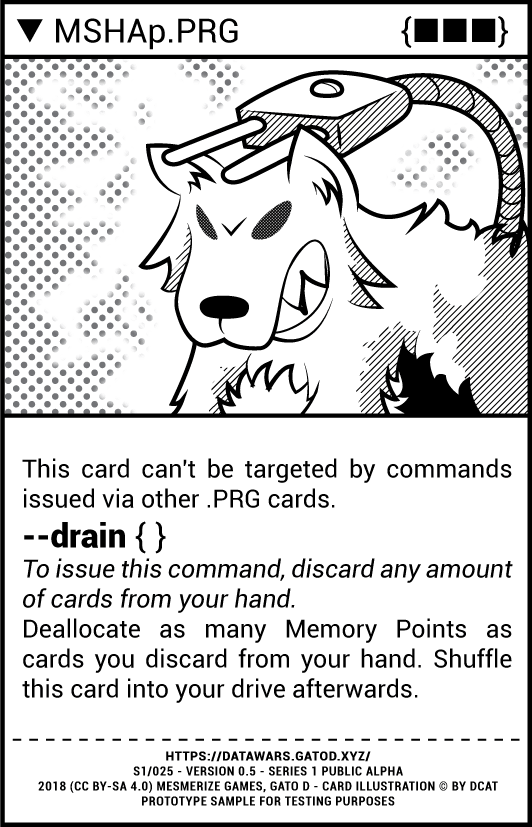 ▼ MSHAp.PRG {■■■}
This card can't be targeted by commands
issued via other .PRG cards.
--drain { }
To issue this command, discard any amount
of cards from your hand.
Deallocate as many Memory Points as
cards you discard from your hand. Shuffle
this card into your drive afterwards.
HTTPS://DATAWARS.GATOD.XYZ/
S1/025 - VERSION 0.5 - SERIES 1 PUBLIC ALPHA
2018 (CC BY-SA 4.0) MESMERIZE GAMES, GATO D - CARD ILLUSTRATION © BY DCAT
PROTOTYPE SAMPLE FOR TESTING PURPOSES